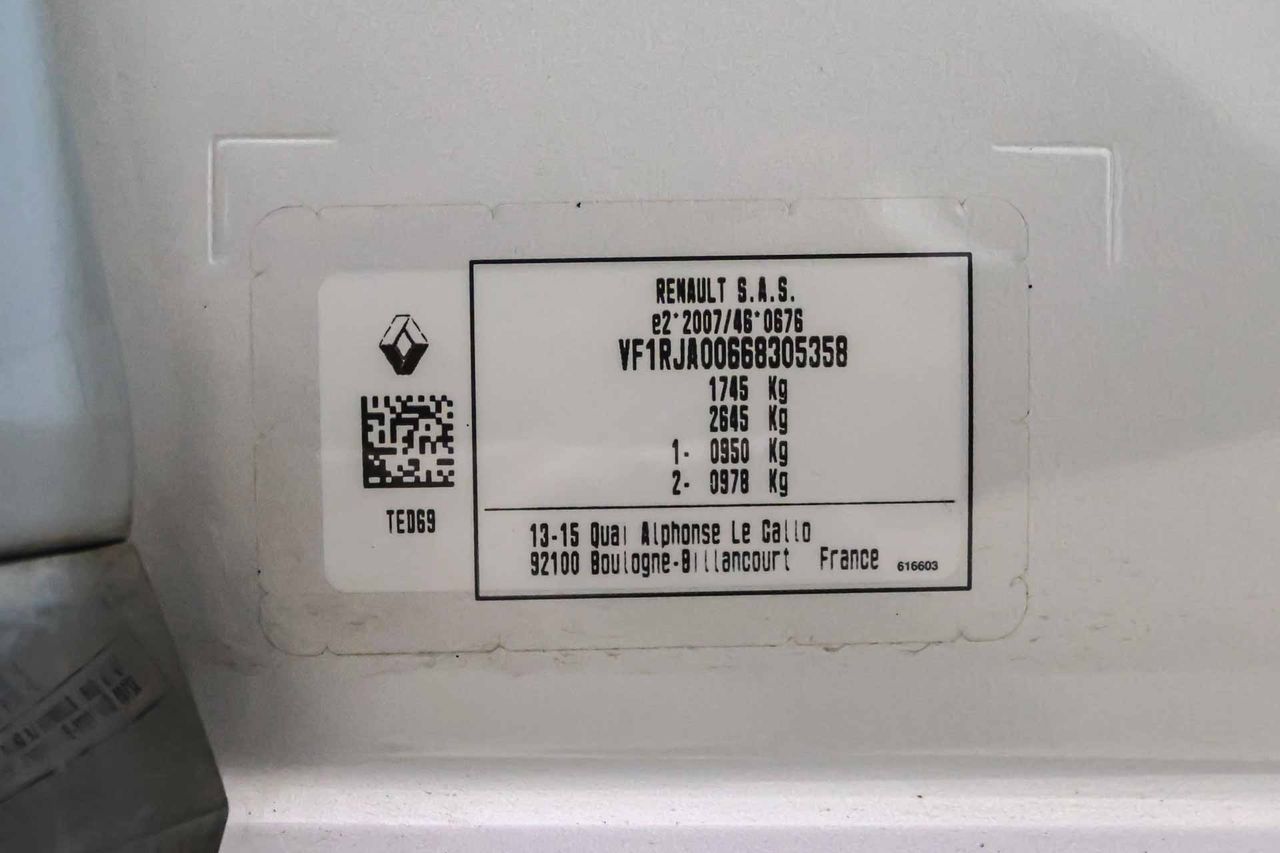 RENAULT S.A.S.
e2*2007/46*0676
VF1RJA00668305358
1745 Kg
2645 Kg
1- 0950 Kg
2- 0978 Kg
TED69
13-15 Quai Alphonse Le Gallo
92100 Boulogne-Billancourt France
616603